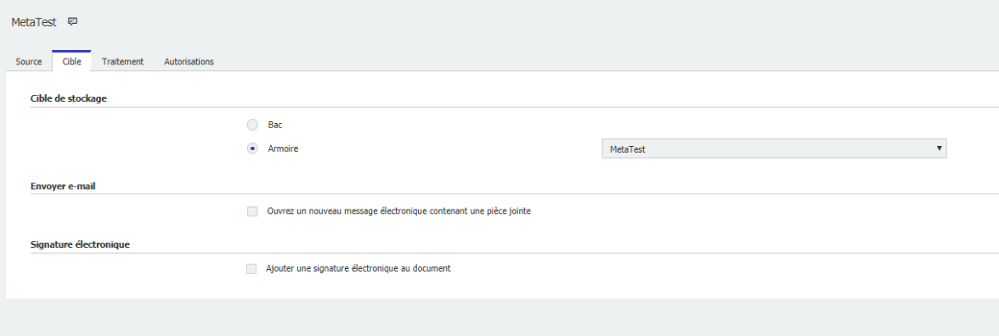 MetaTest
Source Cible Traitement Autorisations
Cible de stockage
Bac
Armoire MetaTest
Envoyer e-mail
Ouvrez un nouveau message électronique contenant une pièce jointe
Signature électronique
Ajouter une signature électronique au document